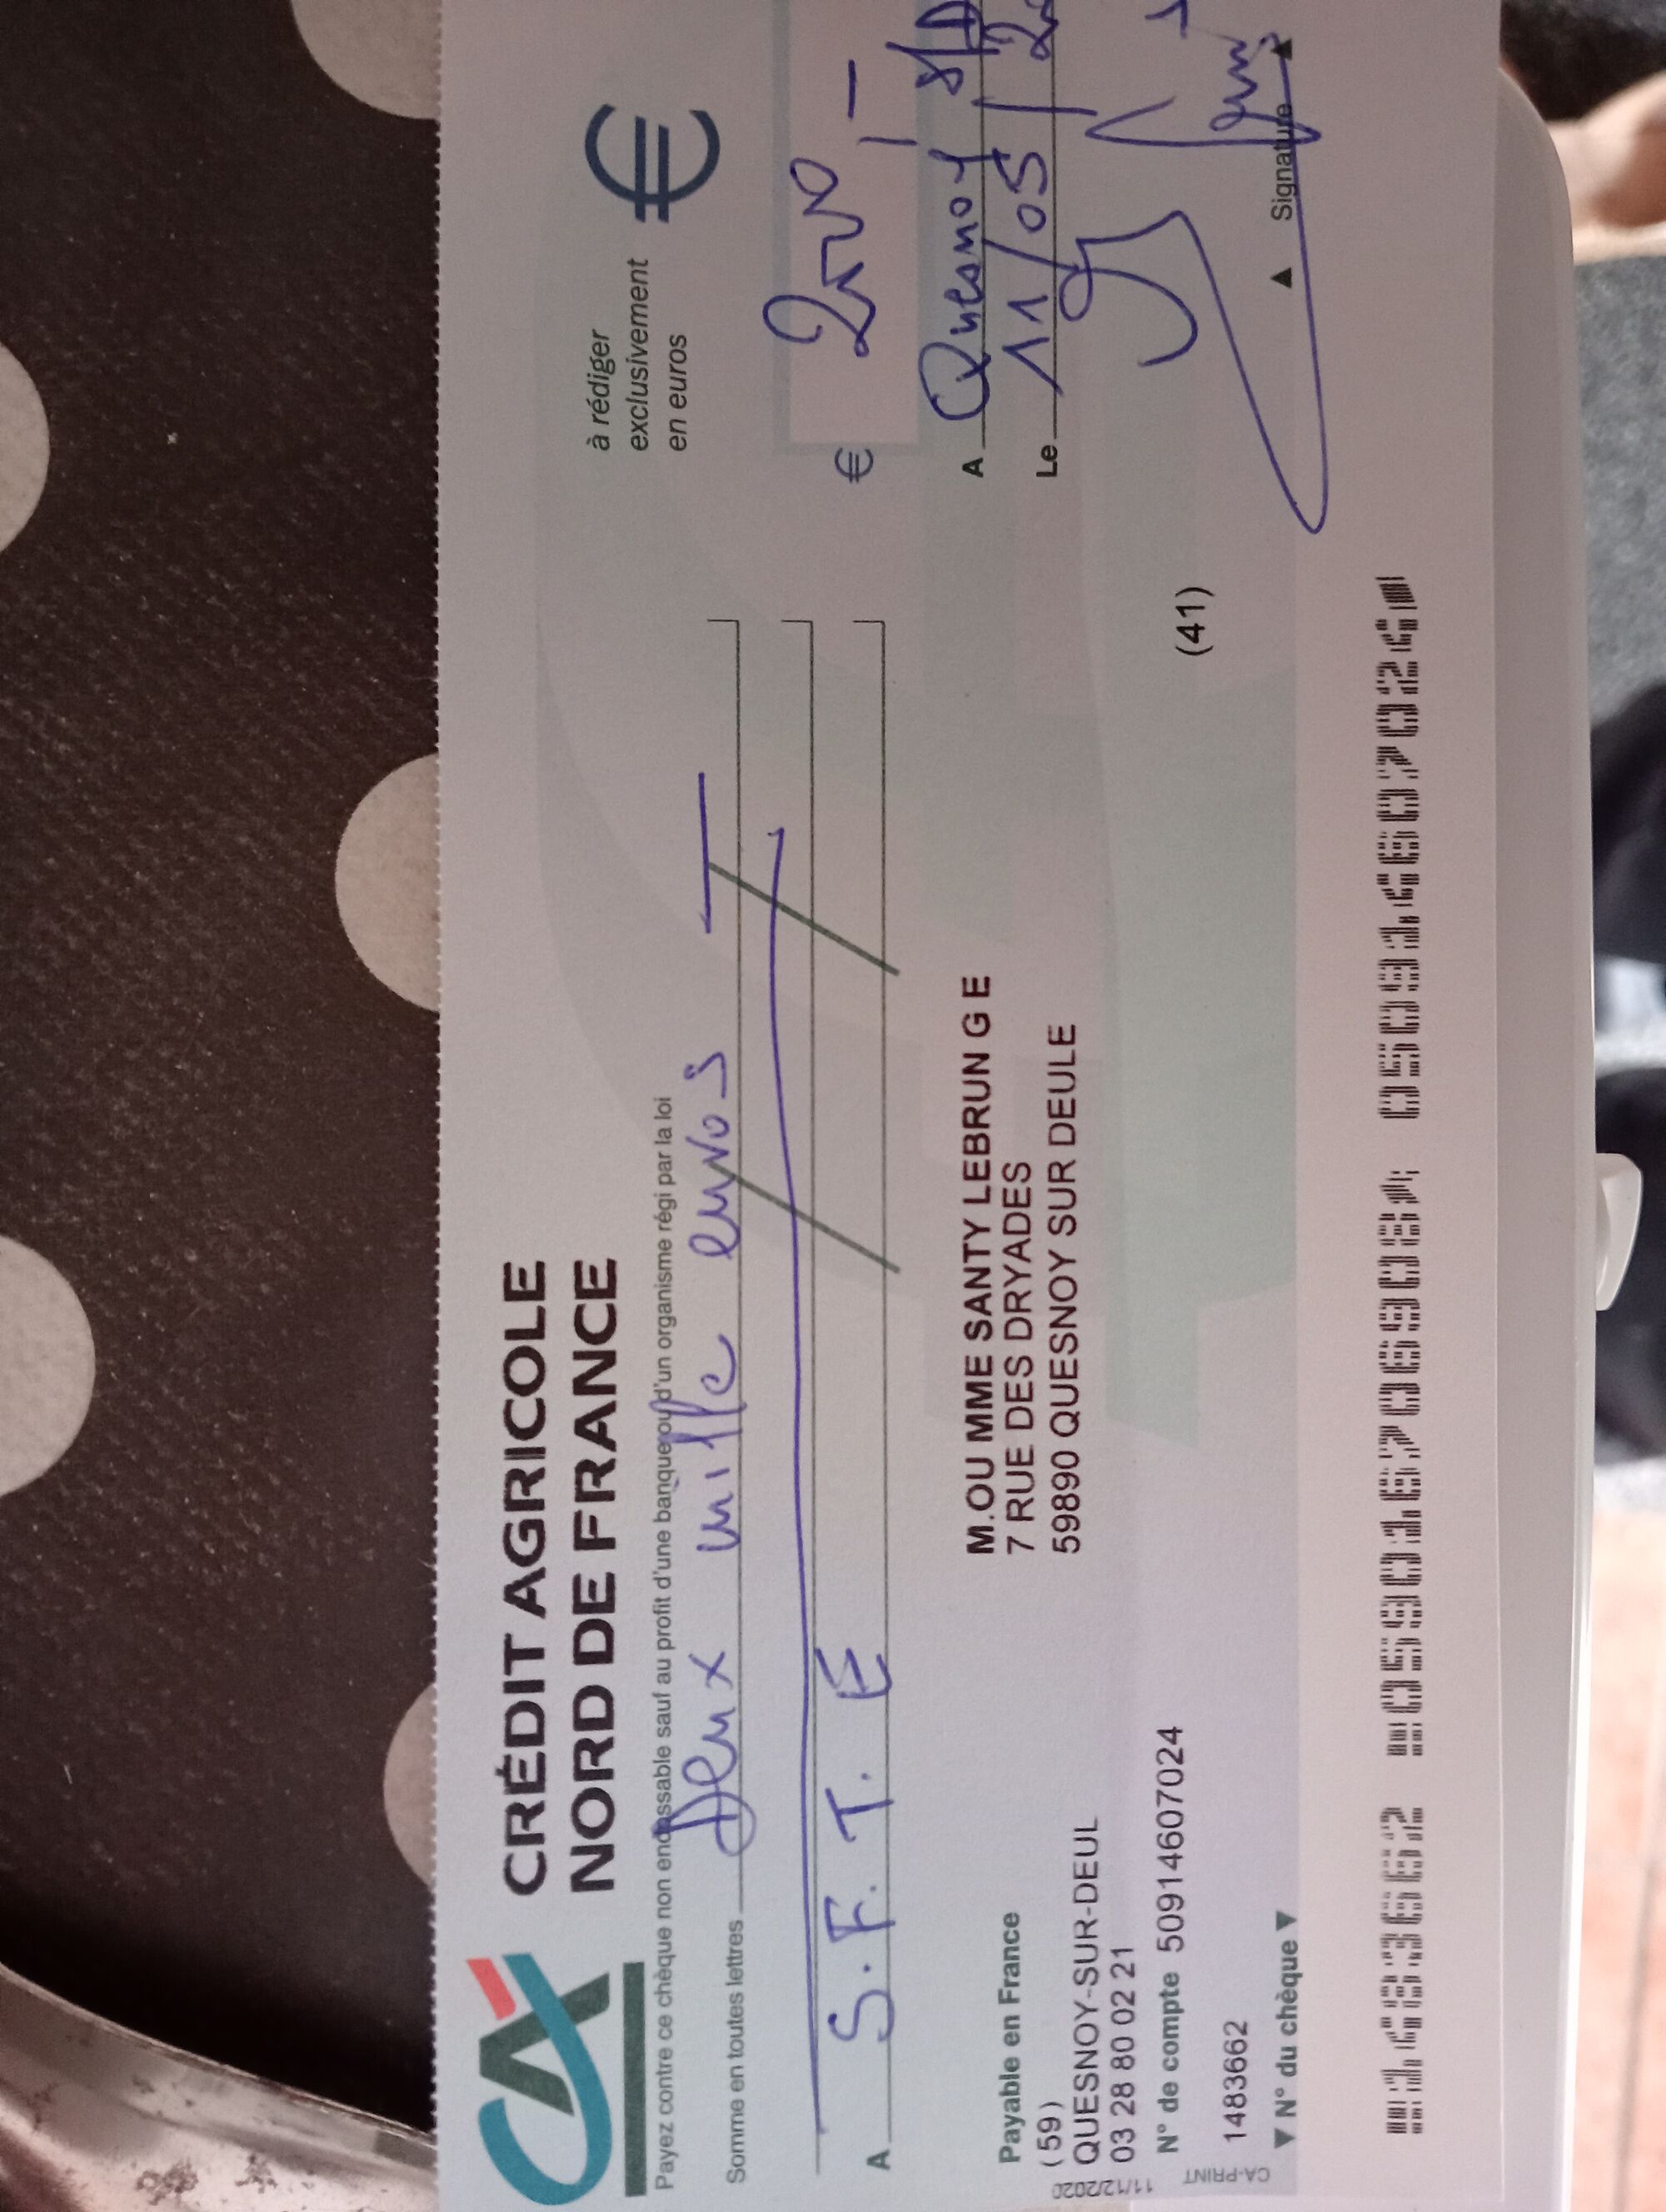 CRÉDIT AGRICOLE
NORD DE FRANCE
à rédiger
exclusivement
en euros
€
Payez contre ce chèque non endossable sauf au profit d'une banque ou d'un organisme régi par la loi
Somme en toutes lettres Deux mille euros
€ 2000,-
A S.F.T.E
A Quesnoy s/D
Le 11/05/2
Payable en France
(59)
QUESNOY-SUR-DEUL
03 28 80 02 21
N° de compte 50914607024
1483662
▼ N° du chèque ▼
M.OU MME SANTY LEBRUN G E
7 RUE DES DRYADES
59890 QUESNOY SUR DEULE
(41)
▲ Signature ▲
CA-PRINT
11/12/2020
1483662 059016706908 050914607024